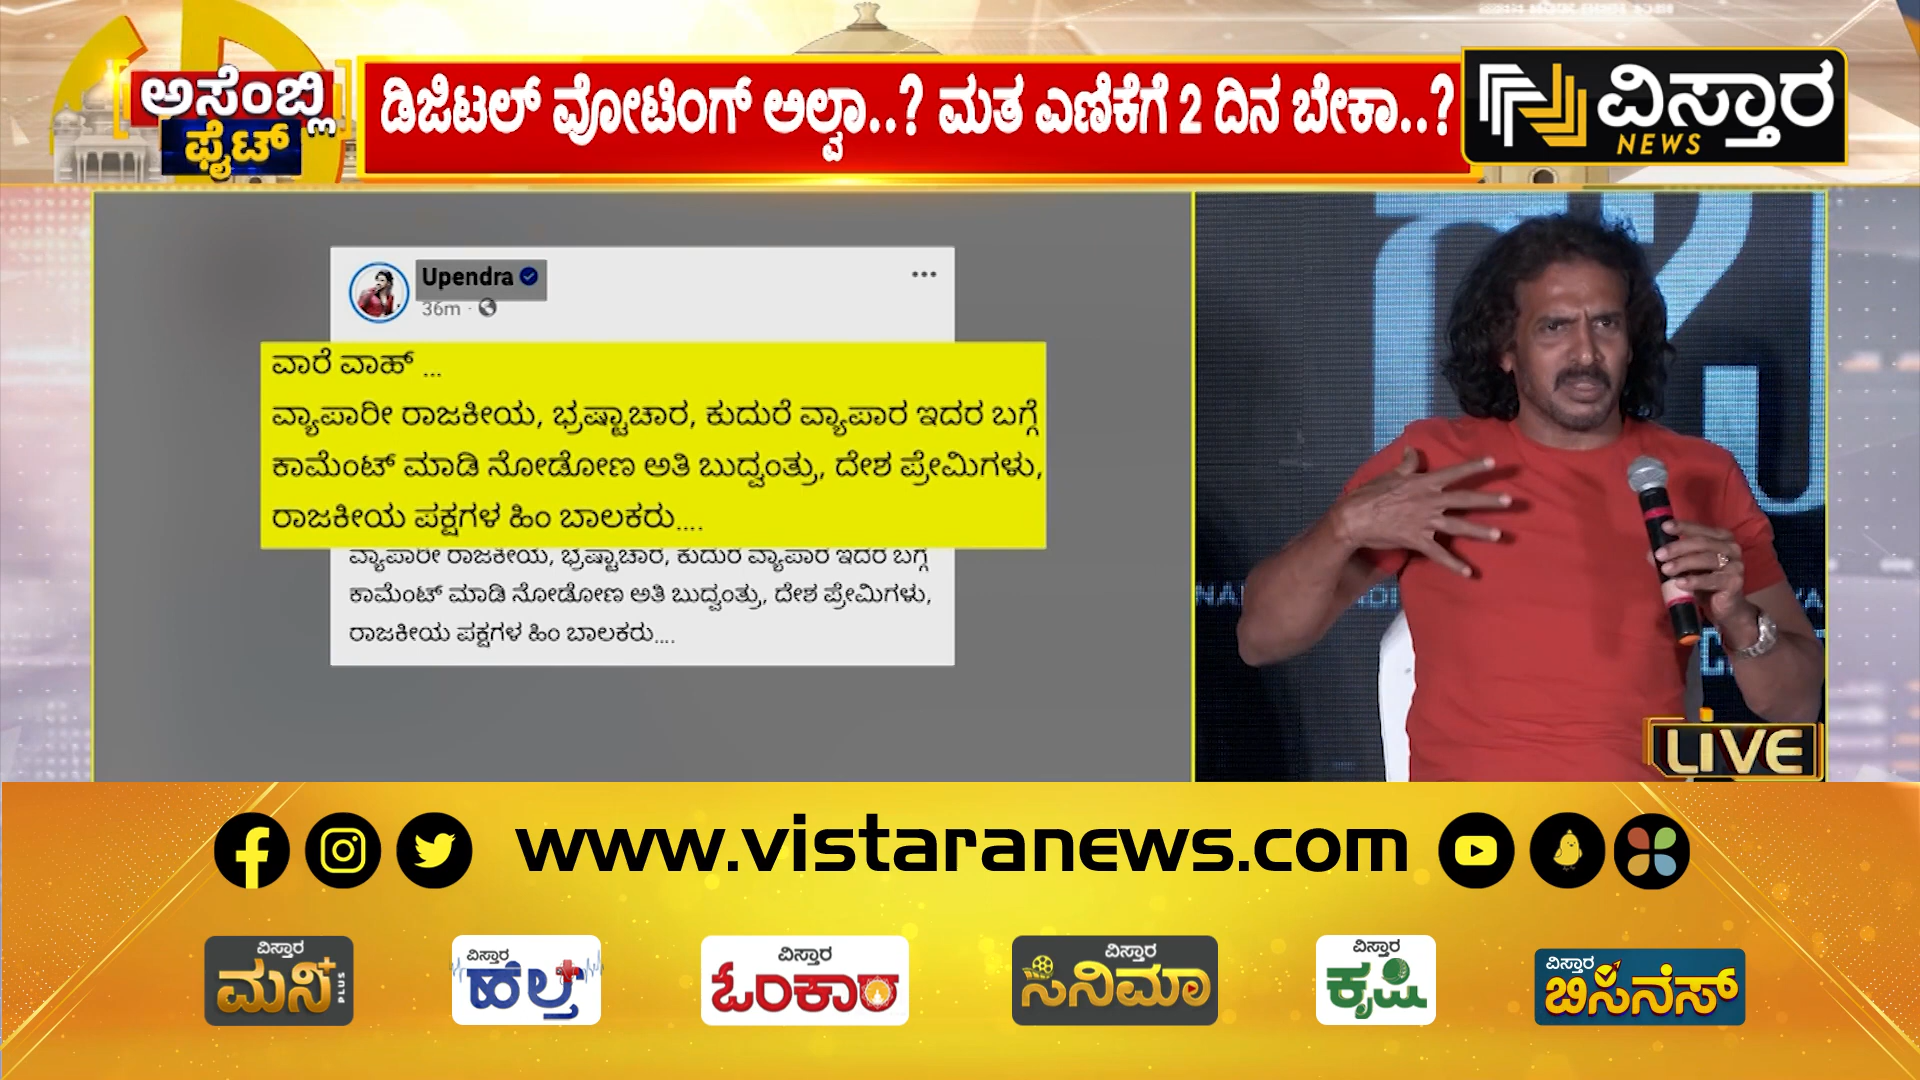 ಅಸೆಂಬ್ಲಿ
ಫೈಟ್
ಡಿಜಿಟಲ್ ವೋಟಿಂಗ್ ಅಲ್ವಾ..? ಮತ ಎಣಿಕೆಗೆ 2 ದಿನ ಬೇಕಾ..?
ವಿಸ್ತಾರ
NEWS
Upendra
36m
ವಾರೆ ವಾಹ್ ...
ವ್ಯಾಪಾರೀ ರಾಜಕೀಯ, ಭ್ರಷ್ಟಾಚಾರ, ಕುದುರೆ ವ್ಯಾಪಾರ ಇದರ ಬಗ್ಗೆ
ಕಾಮೆಂಟ್ ಮಾಡಿ ನೋಡೋಣ ಅತಿ ಬುದ್ವಂತ್ರು, ದೇಶ ಪ್ರೇಮಿಗಳು,
ರಾಜಕೀಯ ಪಕ್ಷಗಳ ಹಿಂ ಬಾಲಕರು....
ವ್ಯಾಪಾರೀ ರಾಜಕೀಯ, ಭ್ರಷ್ಟಾಚಾರ, ಕುದುರೆ ವ್ಯಾಪಾರ ಇದರ ಬಗ್ಗೆ
ಕಾಮೆಂಟ್ ಮಾಡಿ ನೋಡೋಣ ಅತಿ ಬುದ್ವಂತ್ರು, ದೇಶ ಪ್ರೇಮಿಗಳು,
ರಾಜಕೀಯ ಪಕ್ಷಗಳ ಹಿಂ ಬಾಲಕರು....
LIVE
www.vistaranews.com
ವಿಸ್ತಾರ
ಮನಿ+
PLUS
ವಿಸ್ತಾರ
ಹೆಲ್ತ್
ವಿಸ್ತಾರ
ಓಂಕಾರ
ವಿಸ್ತಾರ
ಸಿನಿಮಾ
ವಿಸ್ತಾರ
ಕೃಷಿ
ವಿಸ್ತಾರ
ಬಿಸಿನೆಸ್